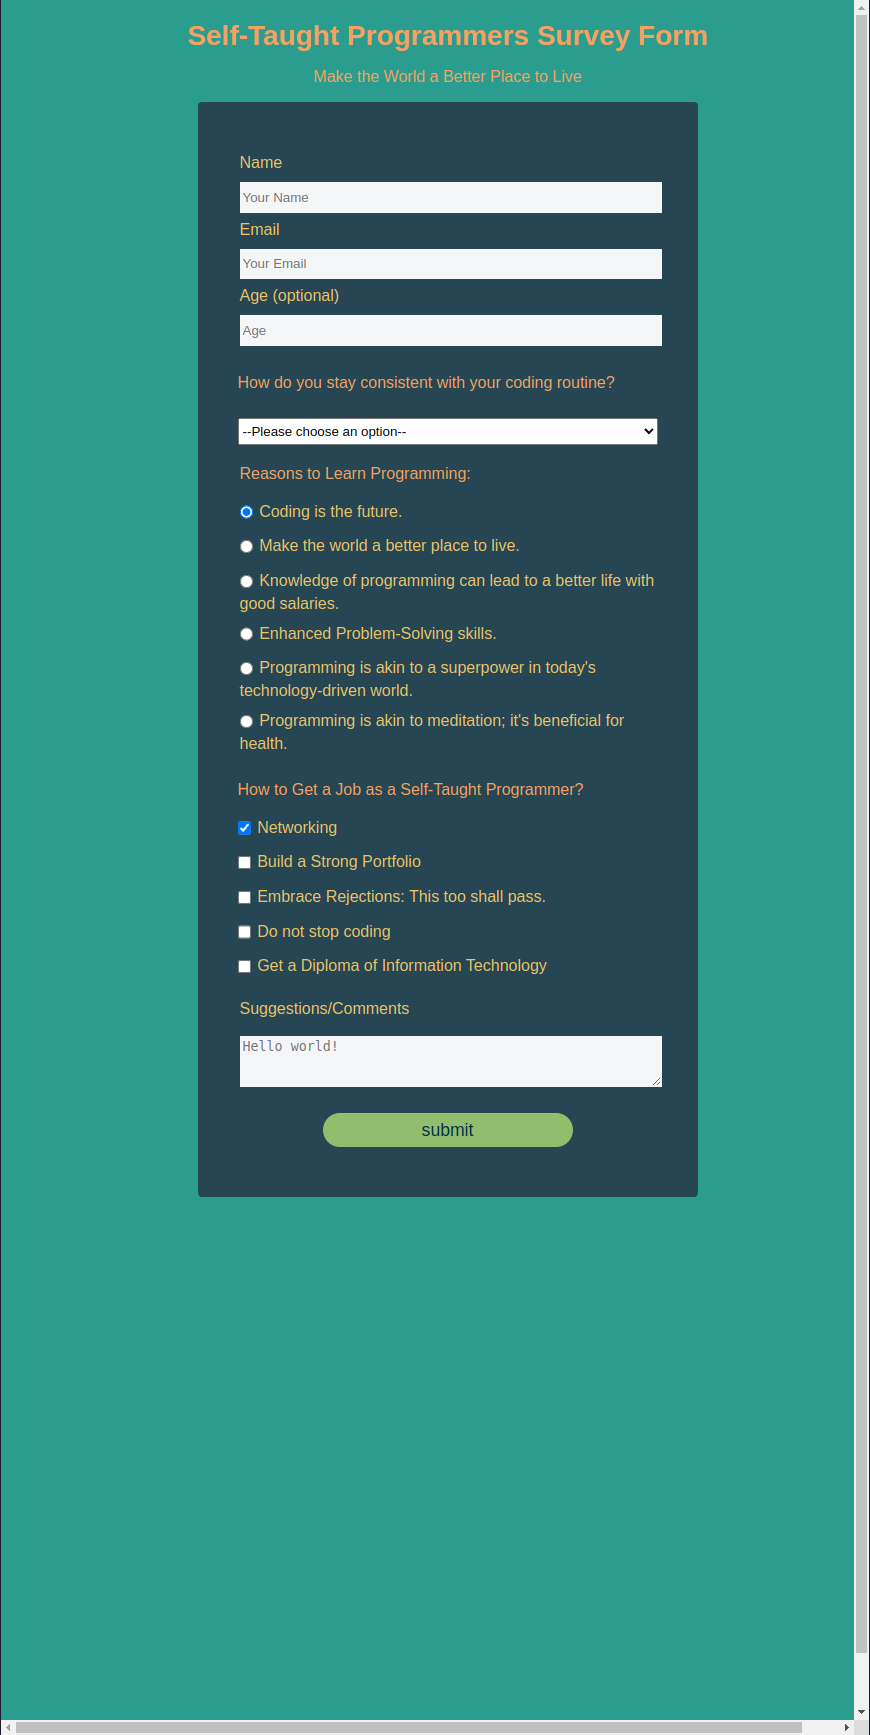 Self-Taught Programmers Survey Form
Make the World a Better Place to Live
Name
Your Name
Email
Your Email
Age (optional)
Age
How do you stay consistent with your coding routine?
--Please choose an option--
Reasons to Learn Programming:
Coding is the future.
Make the world a better place to live.
Knowledge of programming can lead to a better life with
good salaries.
Enhanced Problem-Solving skills.
Programming is akin to a superpower in today's
technology-driven world.
Programming is akin to meditation; it's beneficial for
health.
How to Get a Job as a Self-Taught Programmer?
Networking
Build a Strong Portfolio
Embrace Rejections: This too shall pass.
Do not stop coding
Get a Diploma of Information Technology
Suggestions/Comments
Hello world!
submit